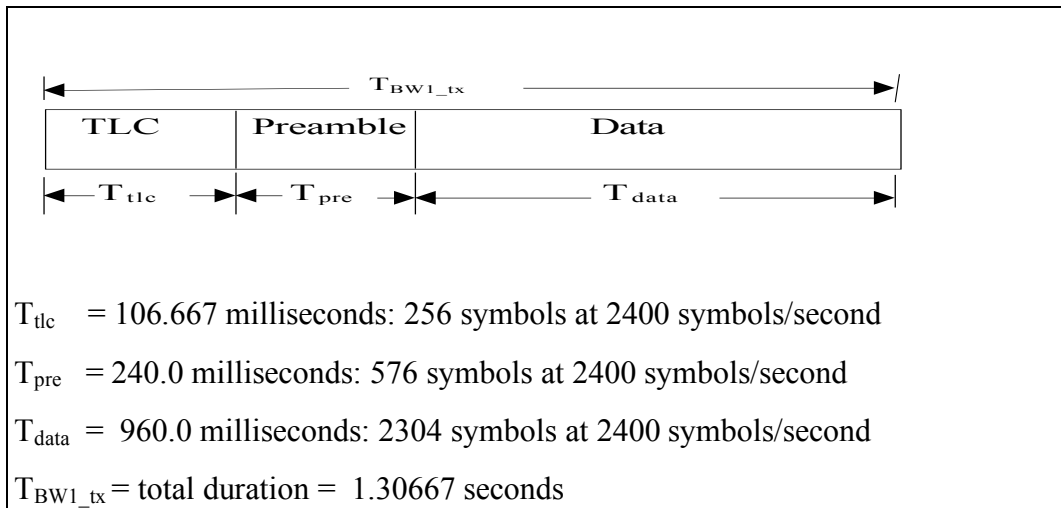 T_BW1_tx
TLC Preamble Data
T_tlc T_pre T_data
T_tlc = 106.667 milliseconds: 256 symbols at 2400 symbols/second
T_pre = 240.0 milliseconds: 576 symbols at 2400 symbols/second
T_data = 960.0 milliseconds: 2304 symbols at 2400 symbols/second
T_BW1_tx = total duration = 1.30667 seconds